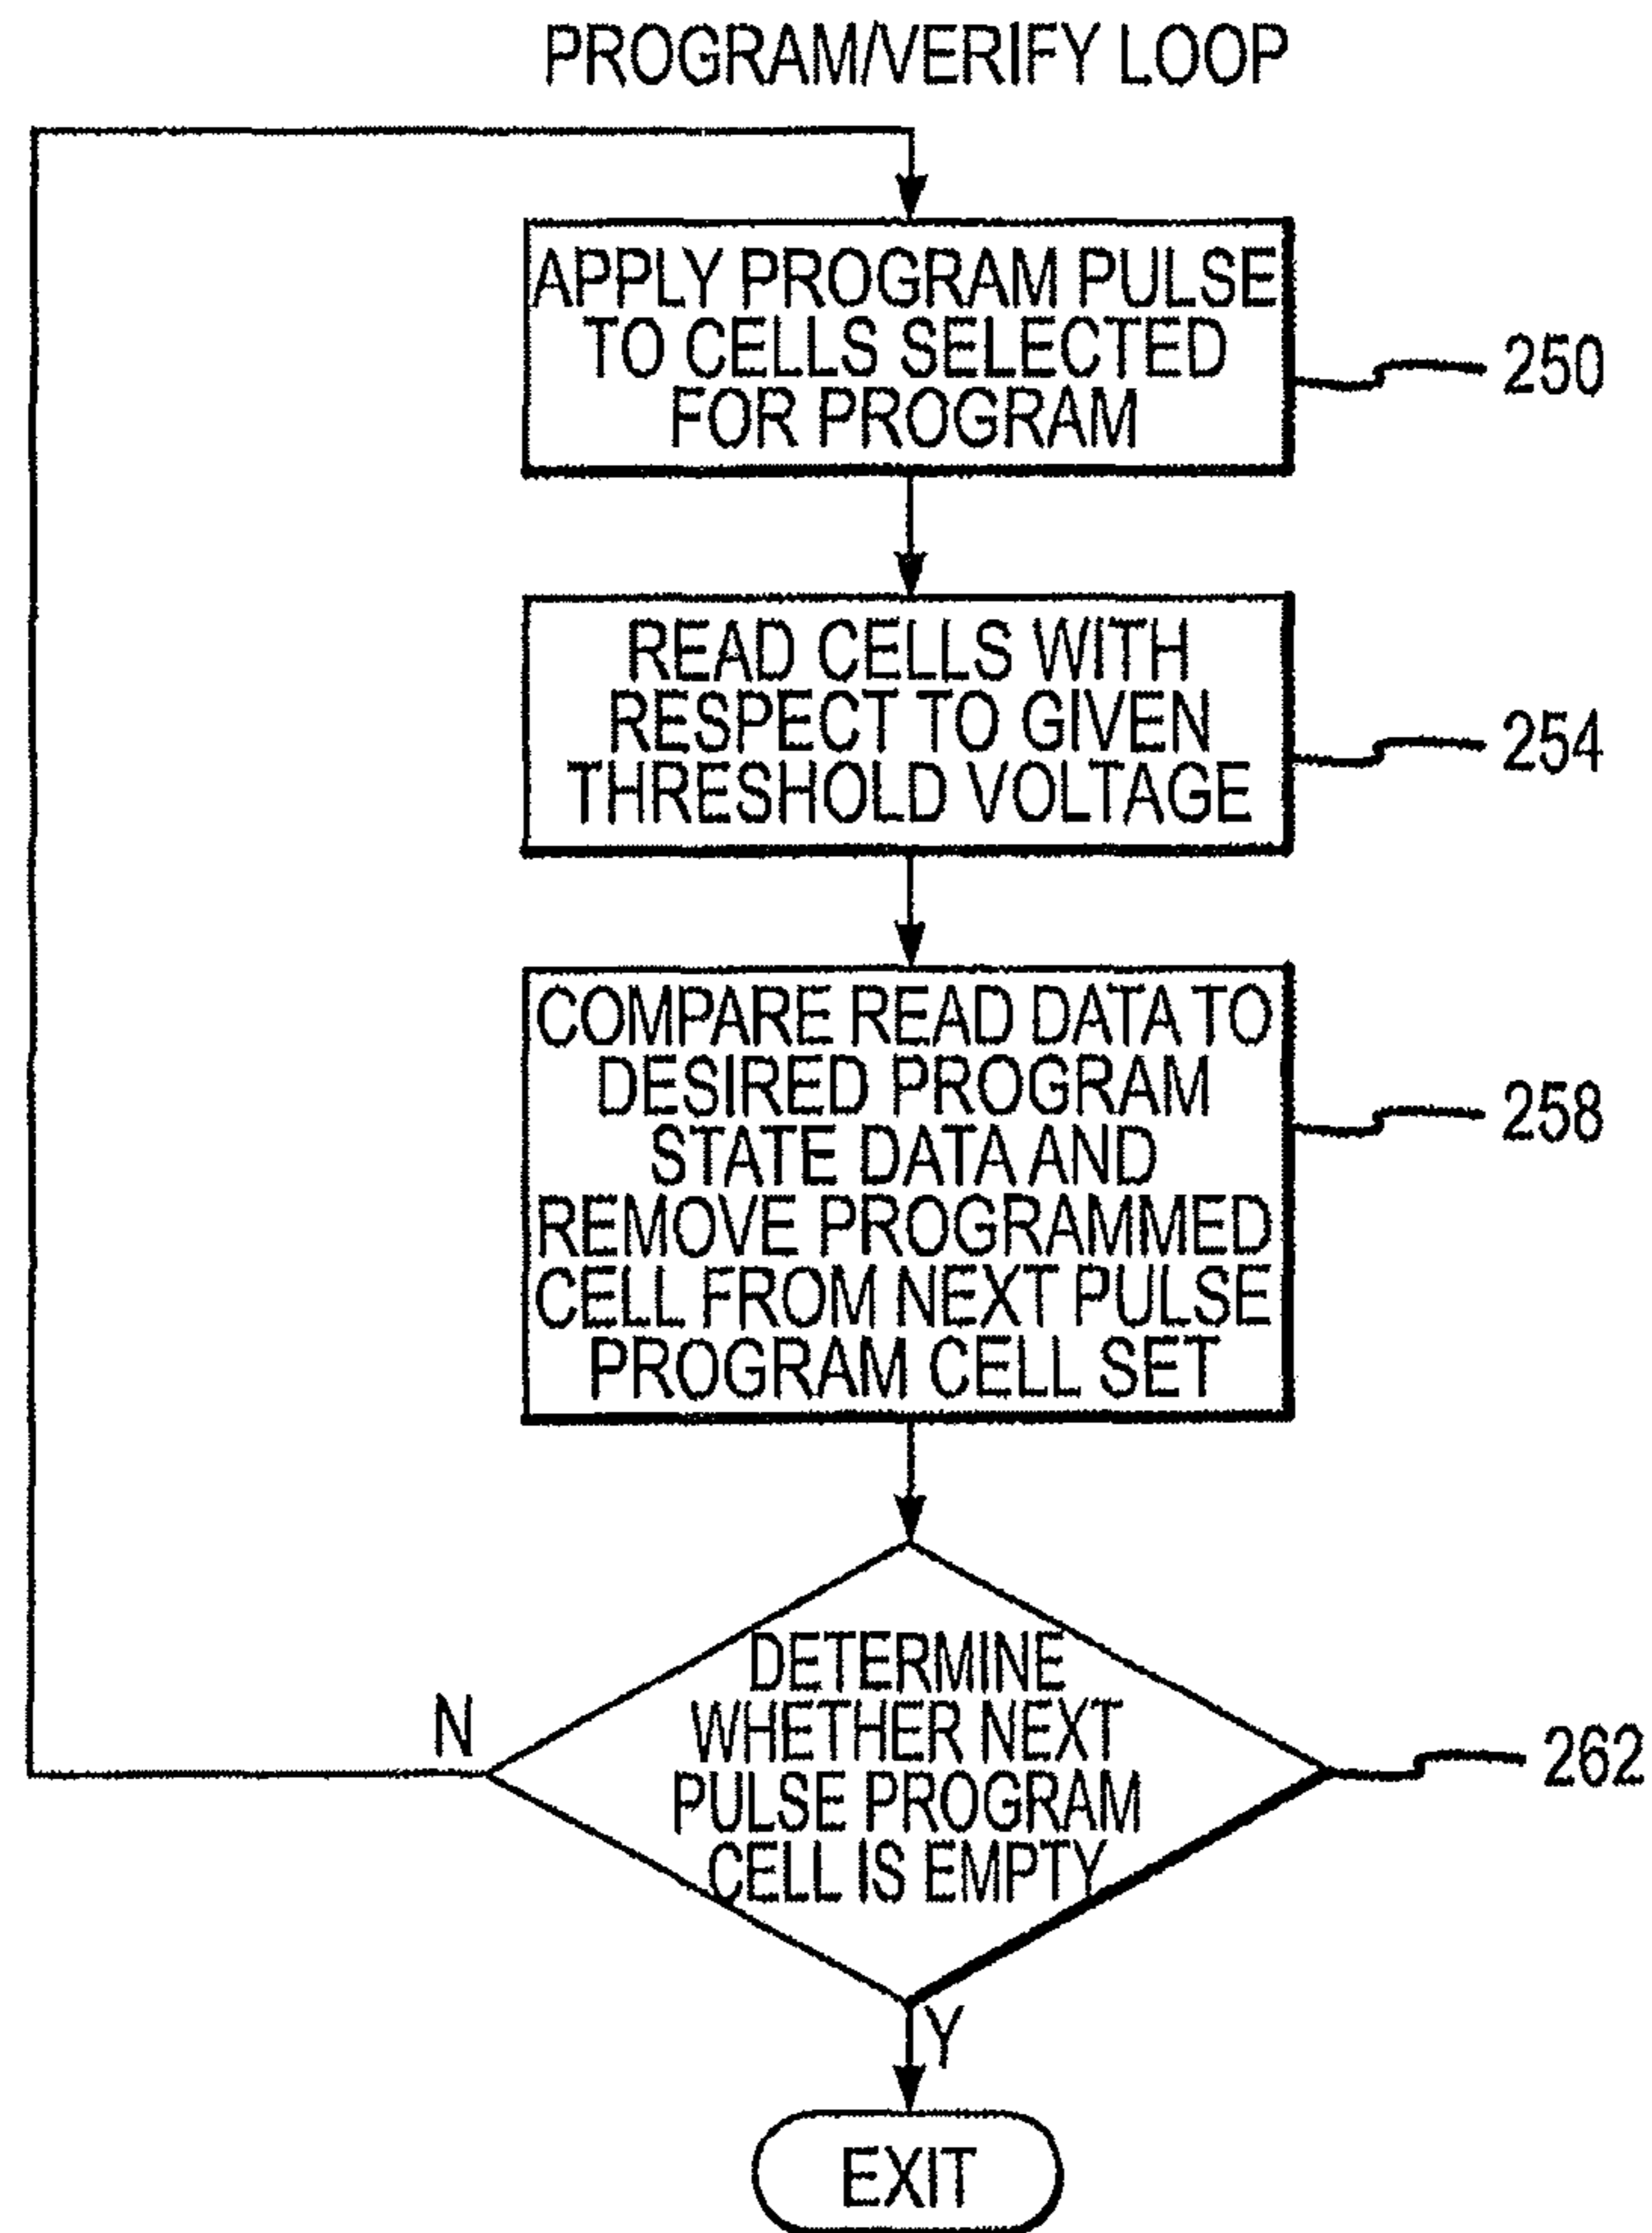 PROGRAM/VERIFY LOOP
APPLY PROGRAM PULSE
TO CELLS SELECTED
FOR PROGRAM
250
READ CELLS WITH
RESPECT TO GIVEN
THRESHOLD VOLTAGE
254
COMPARE READ DATA TO
DESIRED PROGRAM
STATE DATA AND
REMOVE PROGRAMMED
CELL FROM NEXT PULSE
PROGRAM CELL SET
258
DETERMINE
WHETHER NEXT
PULSE PROGRAM
CELL IS EMPTY
N
262
Y
EXIT